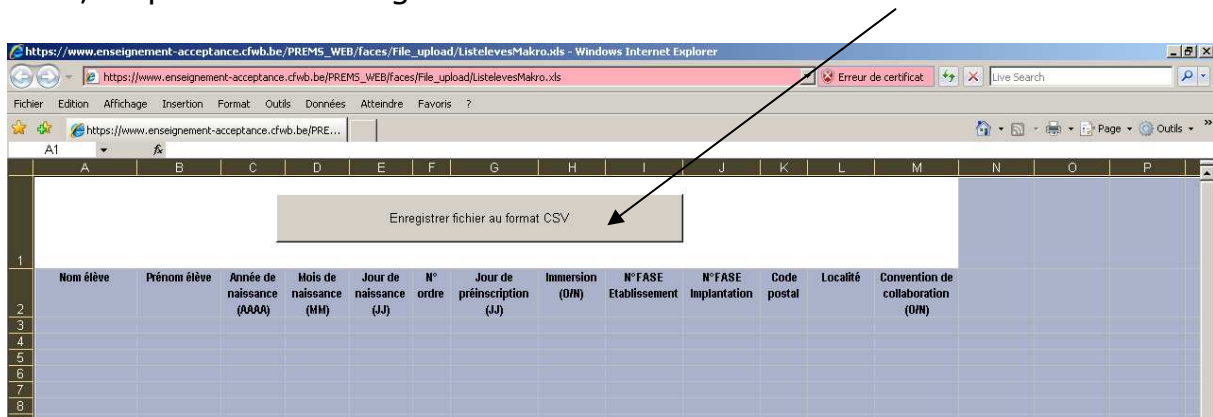 https://www.enseignement-acceptance.cfwb.be/PREMS_WEB/faces/File_upload/ListelevesMakro.xls - Windows Internet Explorer
https://www.enseignement-acceptance.cfwb.be/PREMS_WEB/faces/File_upload/ListelevesMakro.xls Erreur de certificat Live Search
Fichier Edition Affichage Insertion Format Outils Données Atteindre Favoris ?
https://www.enseignement-acceptance.cfwb.be/PRE... Page Outils »
A1 fx
A B C D E F G H I J K L M N O P
Enregistrer fichier au format CSV
1
Nom élève Prénom élève Année de naissance (AAAA) Mois de naissance (MM) Jour de naissance (JJ) N° ordre Jour de préinscription (JJ) Immersion (O/N) N°FASE Etablissement N°FASE Implantation Code postal Localité Convention de collaboration (O/N)
2
3
4
5
6
7
8